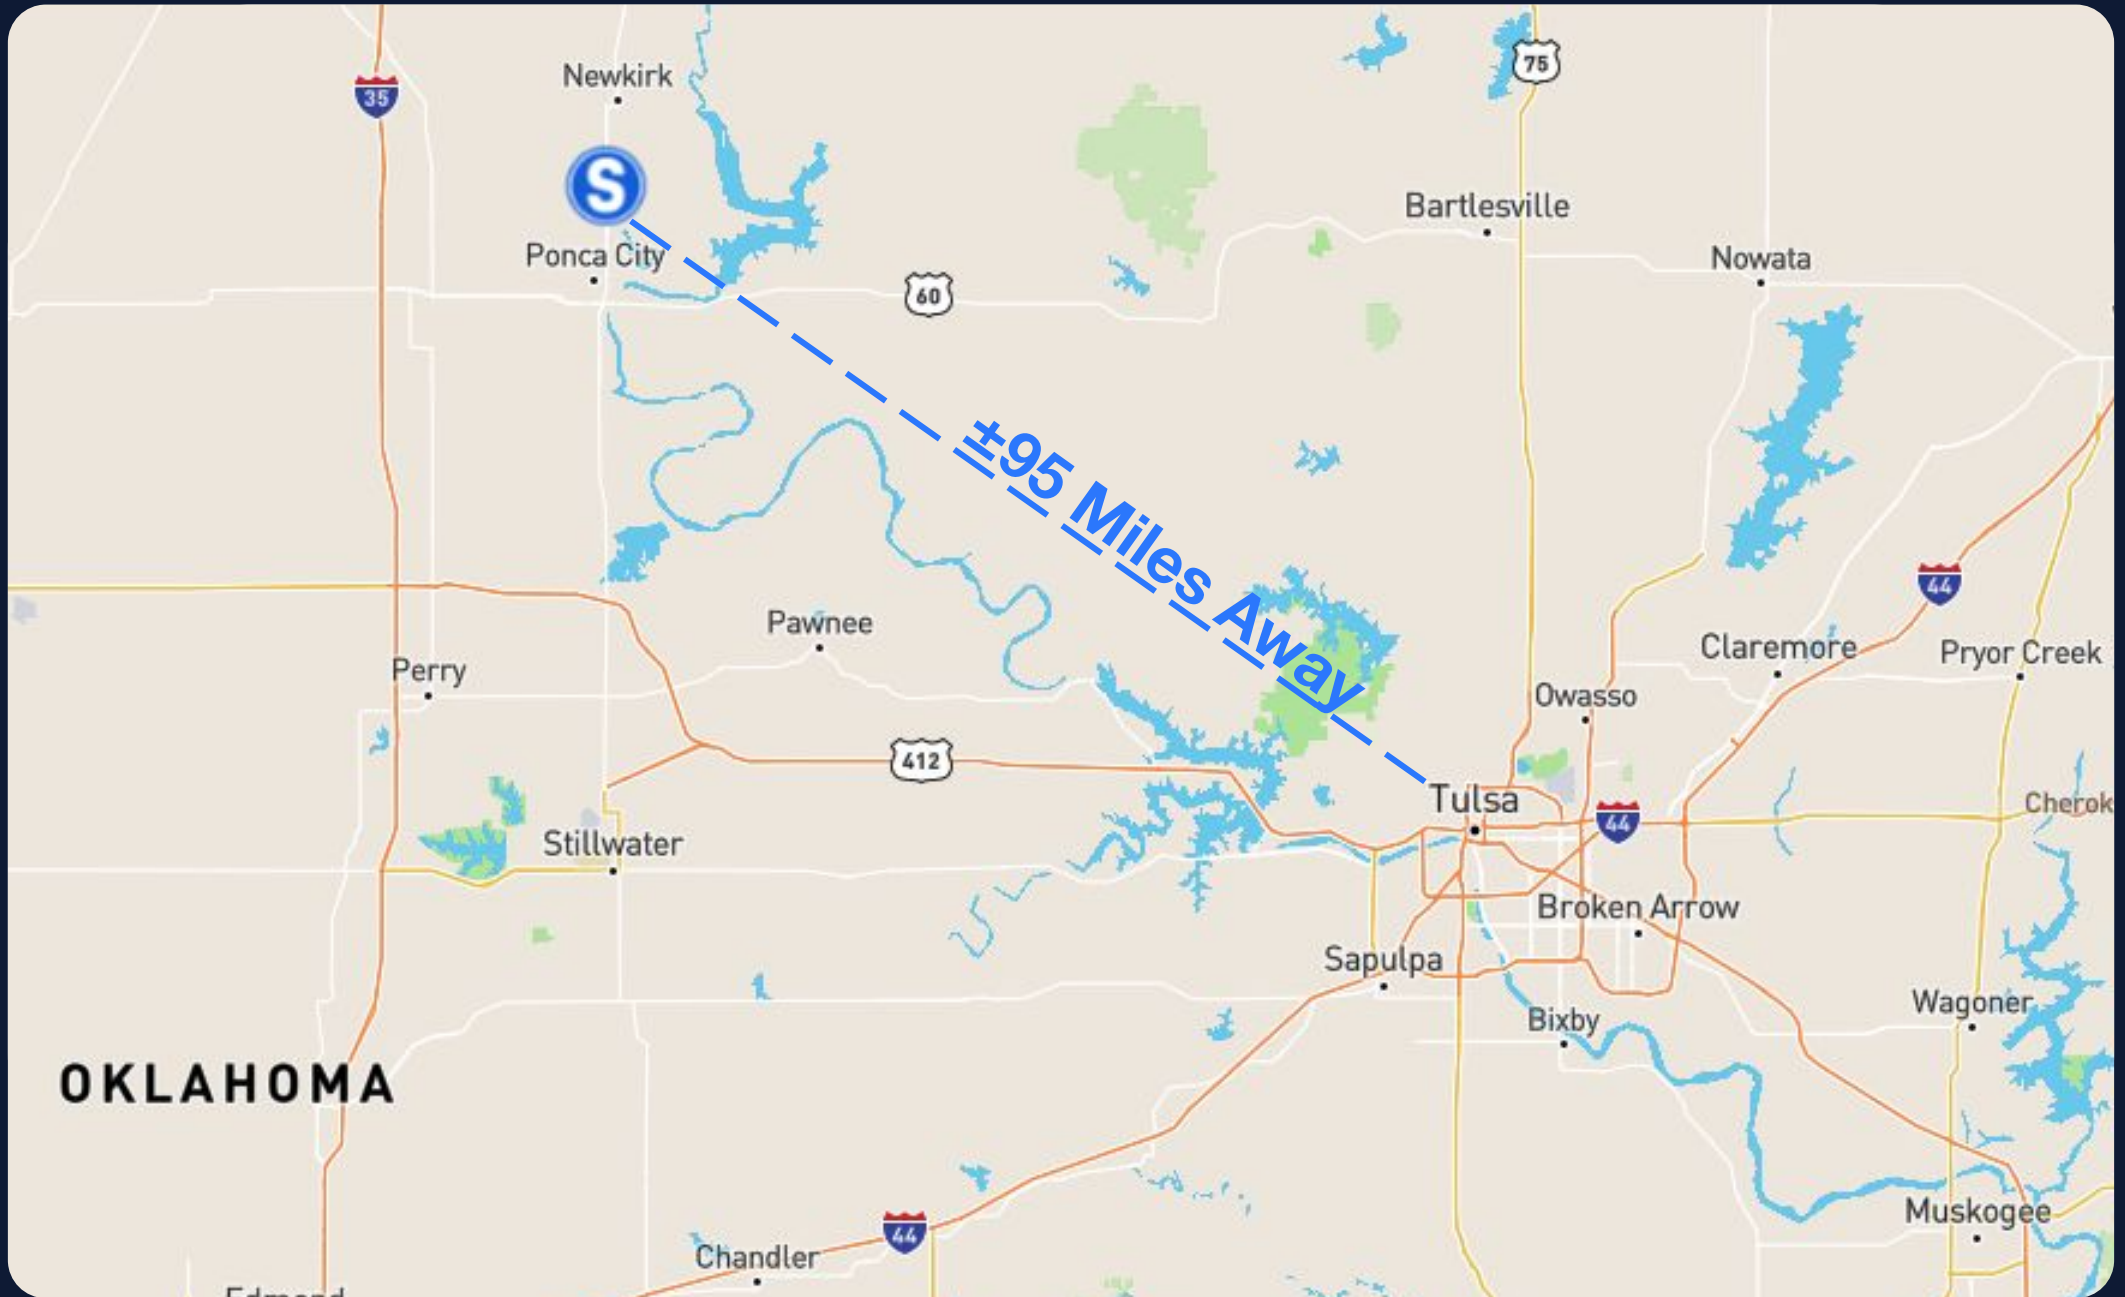 Newkirk
75
35
S
Bartlesville
Ponca City
Nowata
60
±95 Miles Away
44
Pawnee
Claremore
Pryor Creek
Perry
Owasso
412
Tulsa
Cherok
44
Stillwater
Broken Arrow
Sapulpa
Wagoner
Bixby
OKLAHOMA
Muskogee
44
Chandler